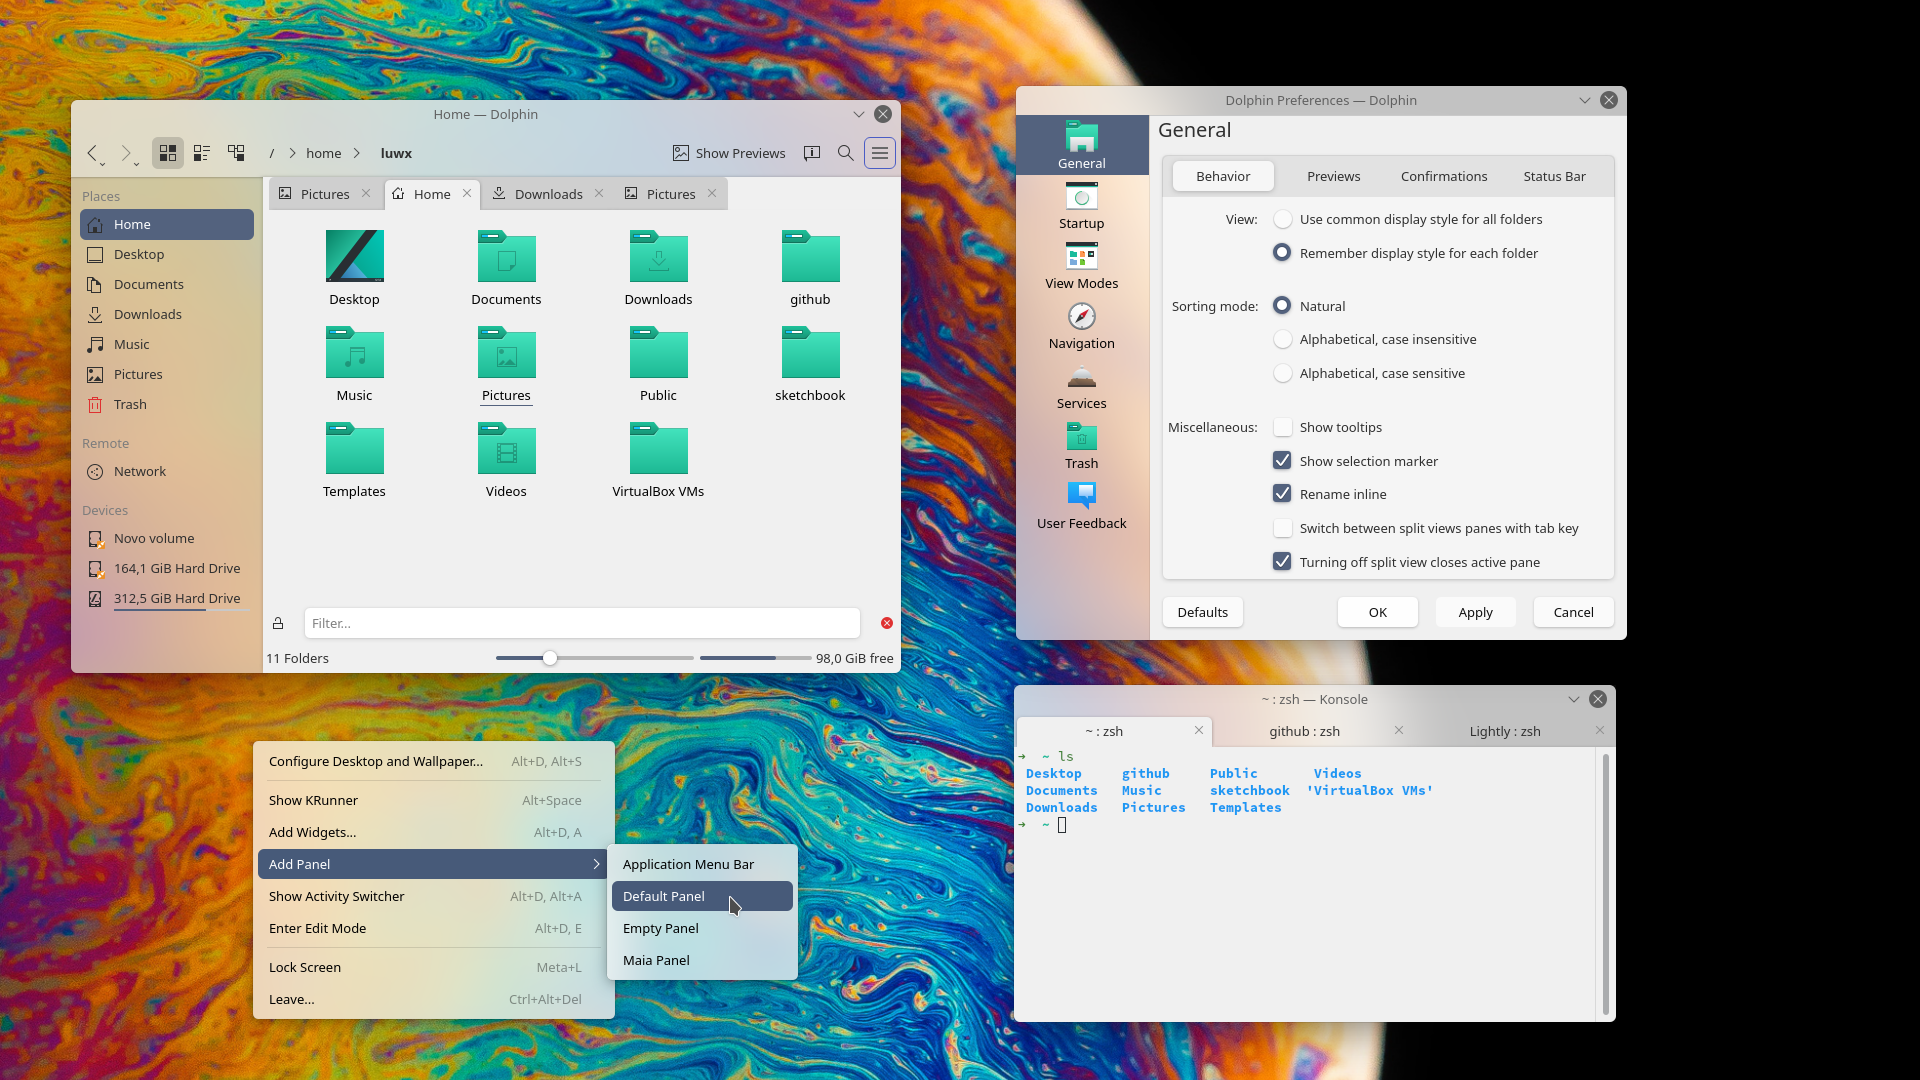 Home — Dolphin
/ home luwx
Show Previews
Places
Home
Desktop
Documents
Downloads
Music
Pictures
Trash
Remote
Network
Devices
Novo volume
164,1 GiB Hard Drive
312,5 GiB Hard Drive
Pictures Home Downloads Pictures
Desktop Documents Downloads github
Music Pictures Public sketchbook
Templates Videos VirtualBox VMs
Filter...
11 Folders 98,0 GiB free
Dolphin Preferences — Dolphin
General
Startup
View Modes
Navigation
Services
Trash
User Feedback
General
Behavior Previews Confirmations Status Bar
View: Use common display style for all folders
Remember display style for each folder
Sorting mode: Natural
Alphabetical, case insensitive
Alphabetical, case sensitive
Miscellaneous: Show tooltips
Show selection marker
Rename inline
Switch between split views panes with tab key
Turning off split view closes active pane
Defaults OK Apply Cancel
Configure Desktop and Wallpaper... Alt+D, Alt+S
Show KRunner Alt+Space
Add Widgets... Alt+D, A
Add Panel
Show Activity Switcher Alt+D, Alt+A
Enter Edit Mode Alt+D, E
Lock Screen Meta+L
Leave... Ctrl+Alt+Del
Application Menu Bar
Default Panel
Empty Panel
Maia Panel
~ : zsh — Konsole
~ : zsh github : zsh Lightly : zsh
➜ ~ ls
Desktop github Public Videos
Documents Music sketchbook 'VirtualBox VMs'
Downloads Pictures Templates
➜ ~